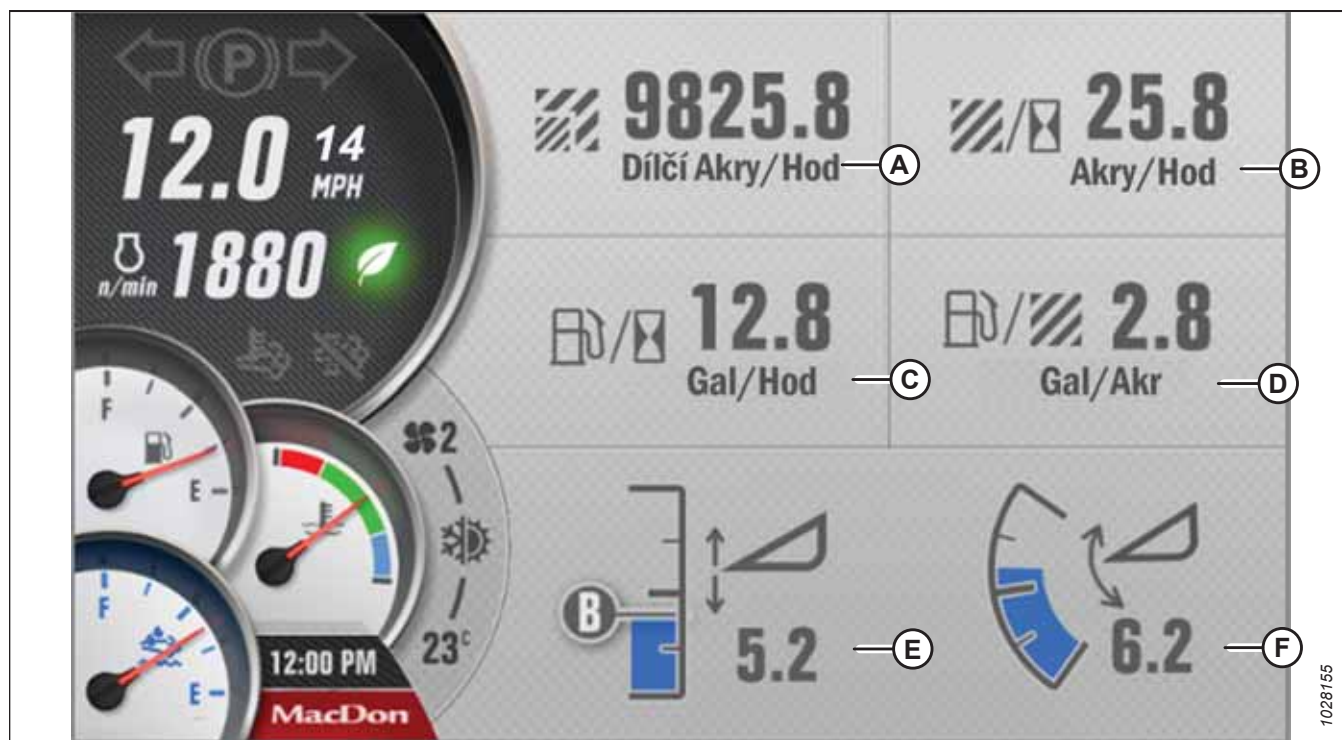 P
12.0 14 MPH
n/min 1880
F
E
F
E
2
23°C
12:00 PM
MacDon
9825.8
Dílčí Akry/Hod
A
/ 25.8
Akry/Hod
B
/ 12.8
Gal/Hod
C
/ 2.8
Gal/Akr
D
B
5.2
E
6.2
F
1028155